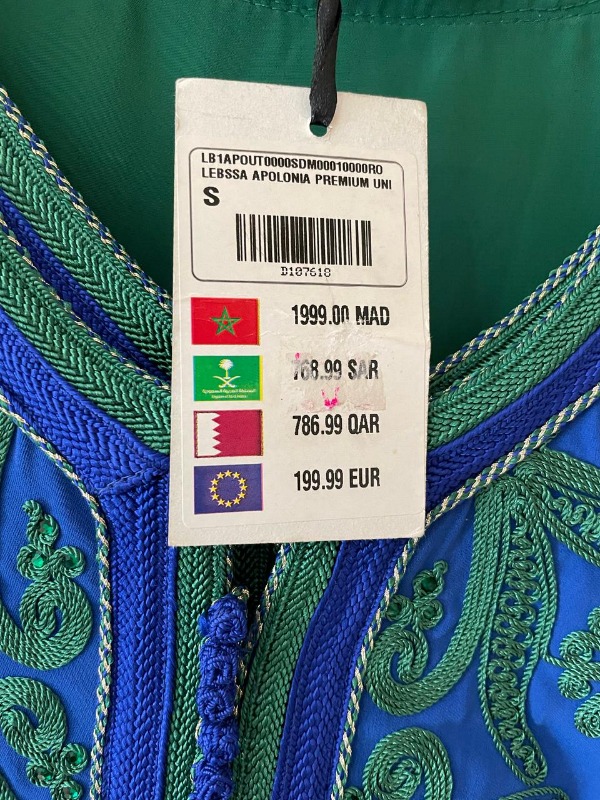 LB1APOUT0000SDM00010000RO
LEBSSA APOLONIA PREMIUM UNI
S
D187618
1999.00 MAD
768.99 SAR
786.99 QAR
199.99 EUR